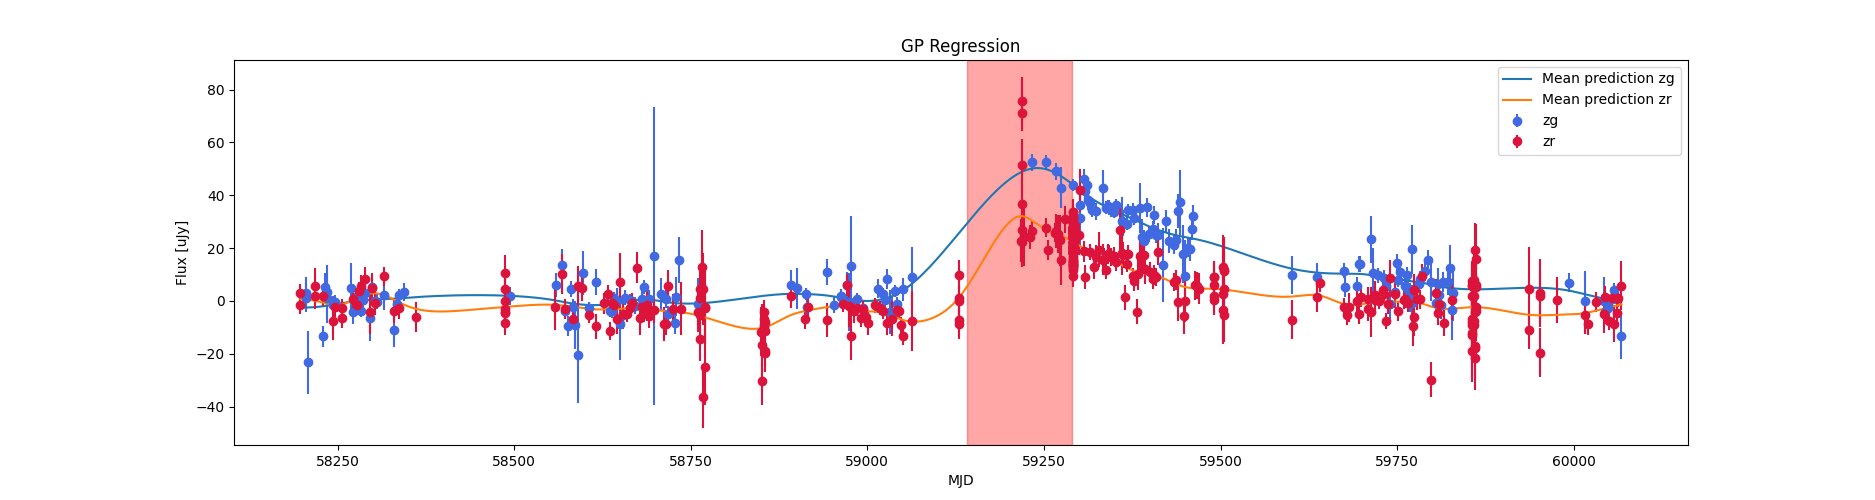 GP Regression
Flux [uJy]
80
60
40
20
0
−20
−40
Mean prediction zg
Mean prediction zr
zg
zr
58250 58500 58750 59000 59250 59500 59750 60000
MJD